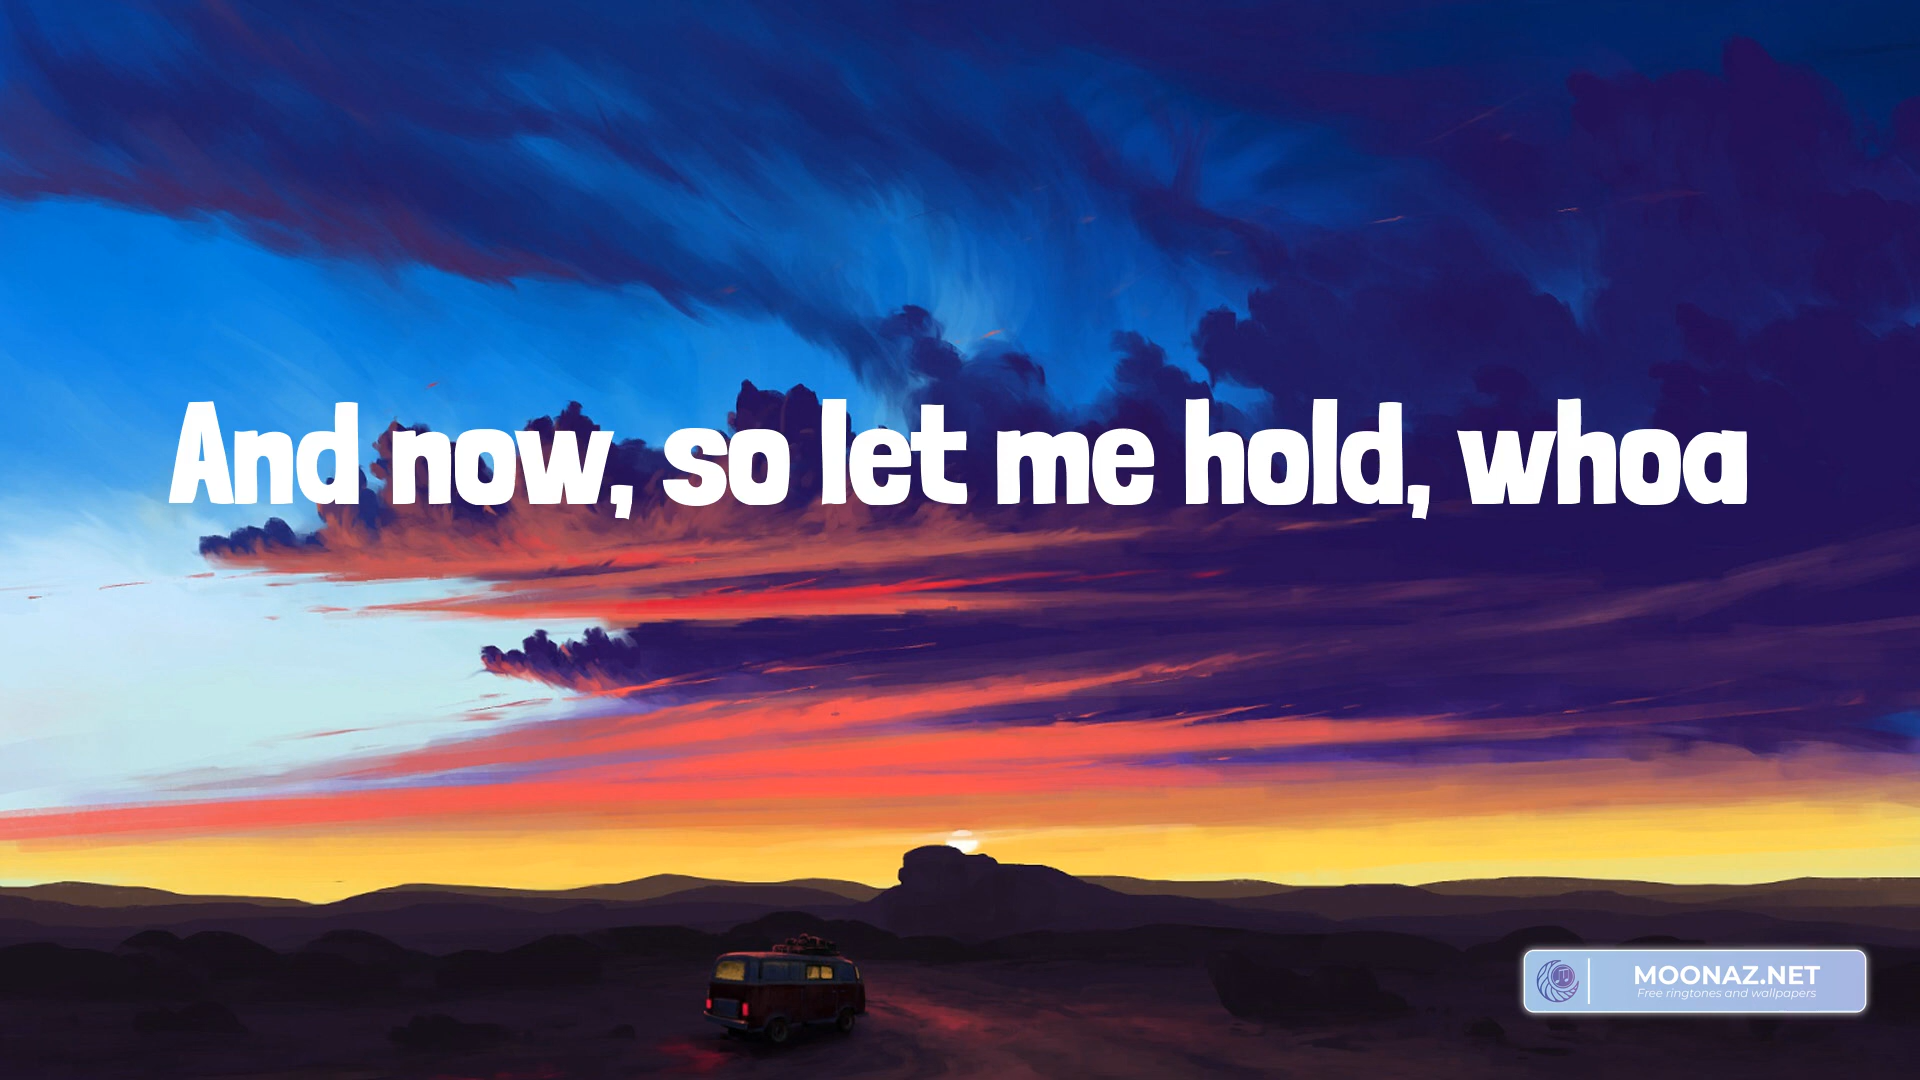 And now, so let me hold, whoa
MOONAZ.NET
Free ringtones and wallpapers